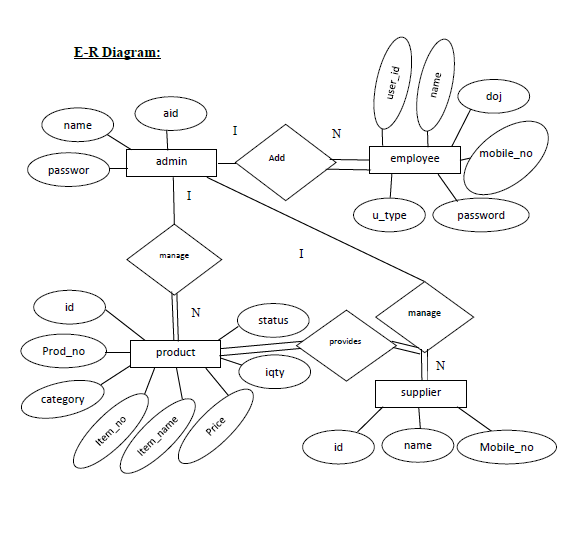 E-R Diagram:
user_id
name
doj
aid
name
I
N
Add
admin
employee
mobile_no
passwor
I
u_type
password
manage
I
id
N
status
manage
provides
Prod_no
product
iqty
N
category
supplier
Item_no
Item_name
Price
id
name
Mobile_no